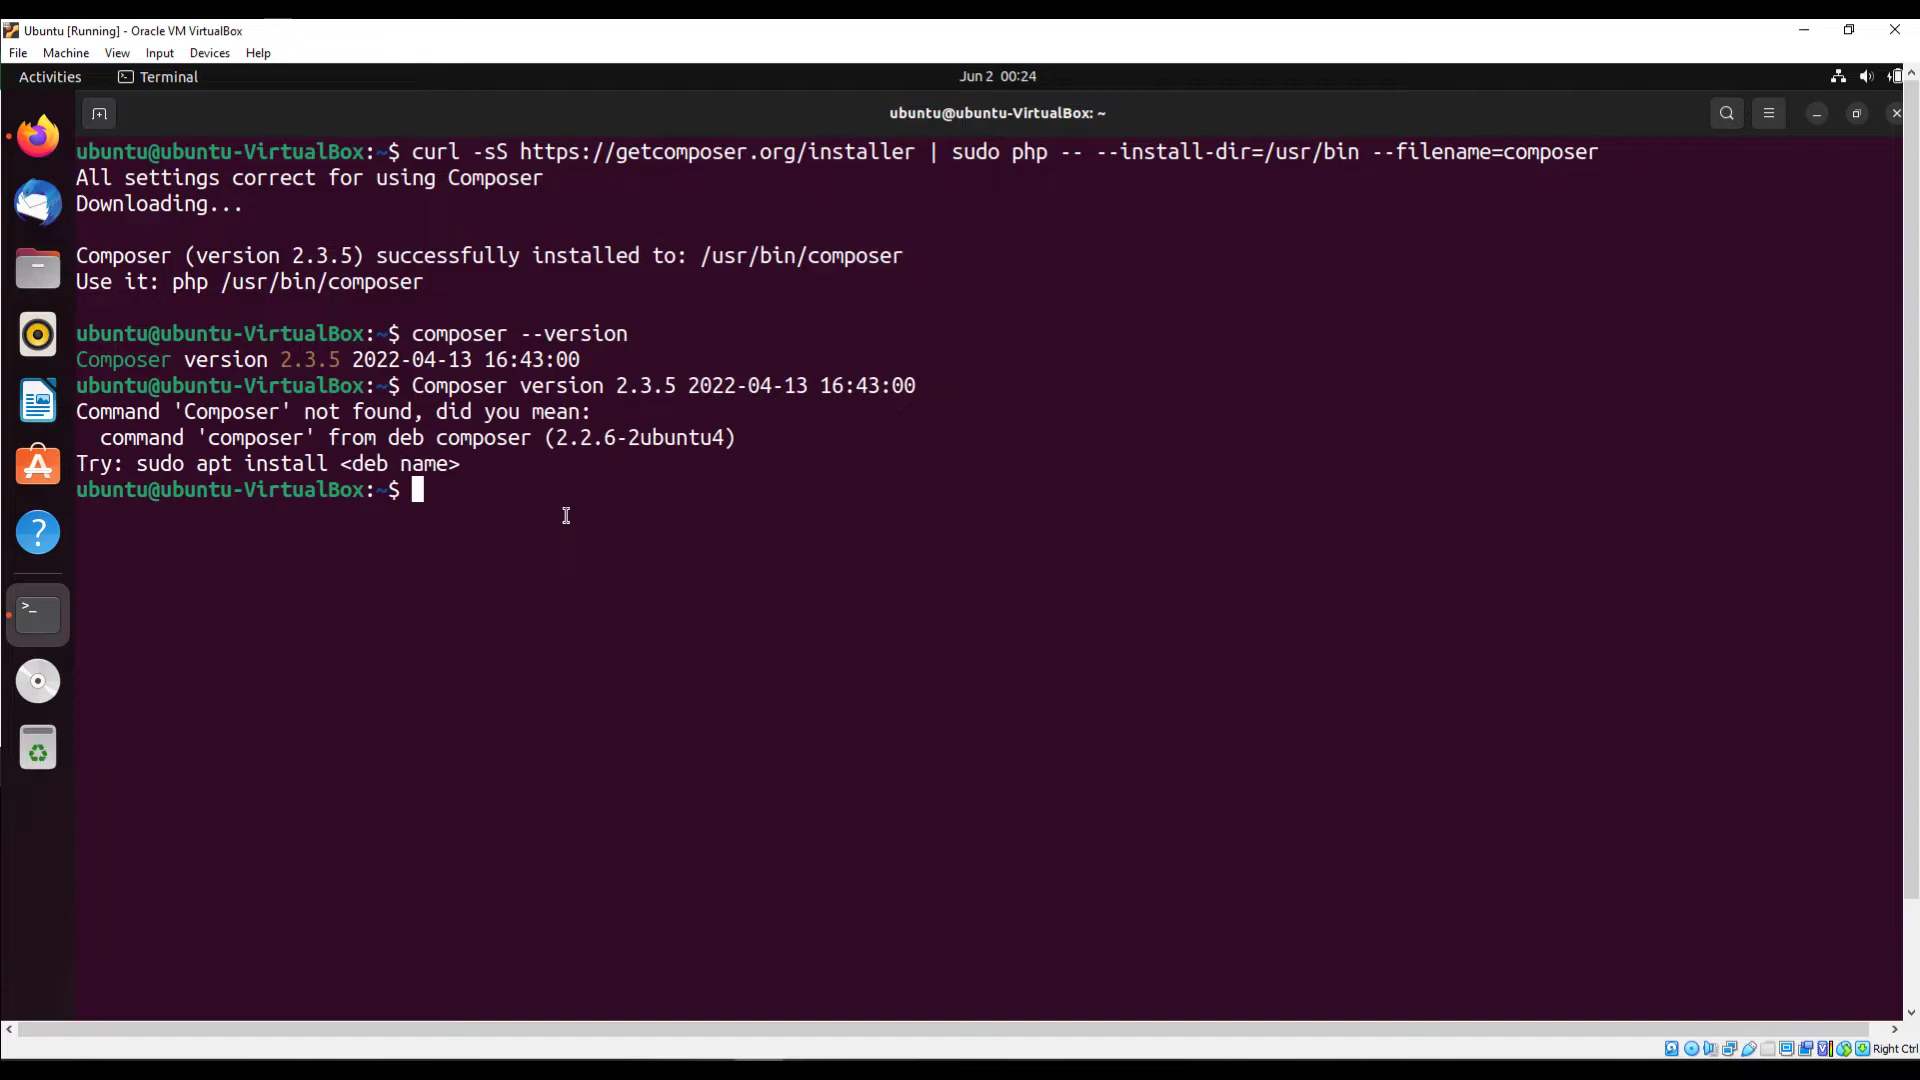 Ubuntu [Running] - Oracle VM VirtualBox
File Machine View Input Devices Help
Activities Terminal Jun 2 00:24
ubuntu@ubuntu-VirtualBox: ~
ubuntu@ubuntu-VirtualBox:~$ curl -sS https://getcomposer.org/installer | sudo php -- --install-dir=/usr/bin --filename=composer
All settings correct for using Composer
Downloading...
Composer (version 2.3.5) successfully installed to: /usr/bin/composer
Use it: php /usr/bin/composer
ubuntu@ubuntu-VirtualBox:~$ composer --version
Composer version 2.3.5 2022-04-13 16:43:00
ubuntu@ubuntu-VirtualBox:~$ Composer version 2.3.5 2022-04-13 16:43:00
Command 'Composer' not found, did you mean:
command 'composer' from deb composer (2.2.6-2ubuntu4)
Try: sudo apt install <deb name>
ubuntu@ubuntu-VirtualBox:~$
Right Ctrl